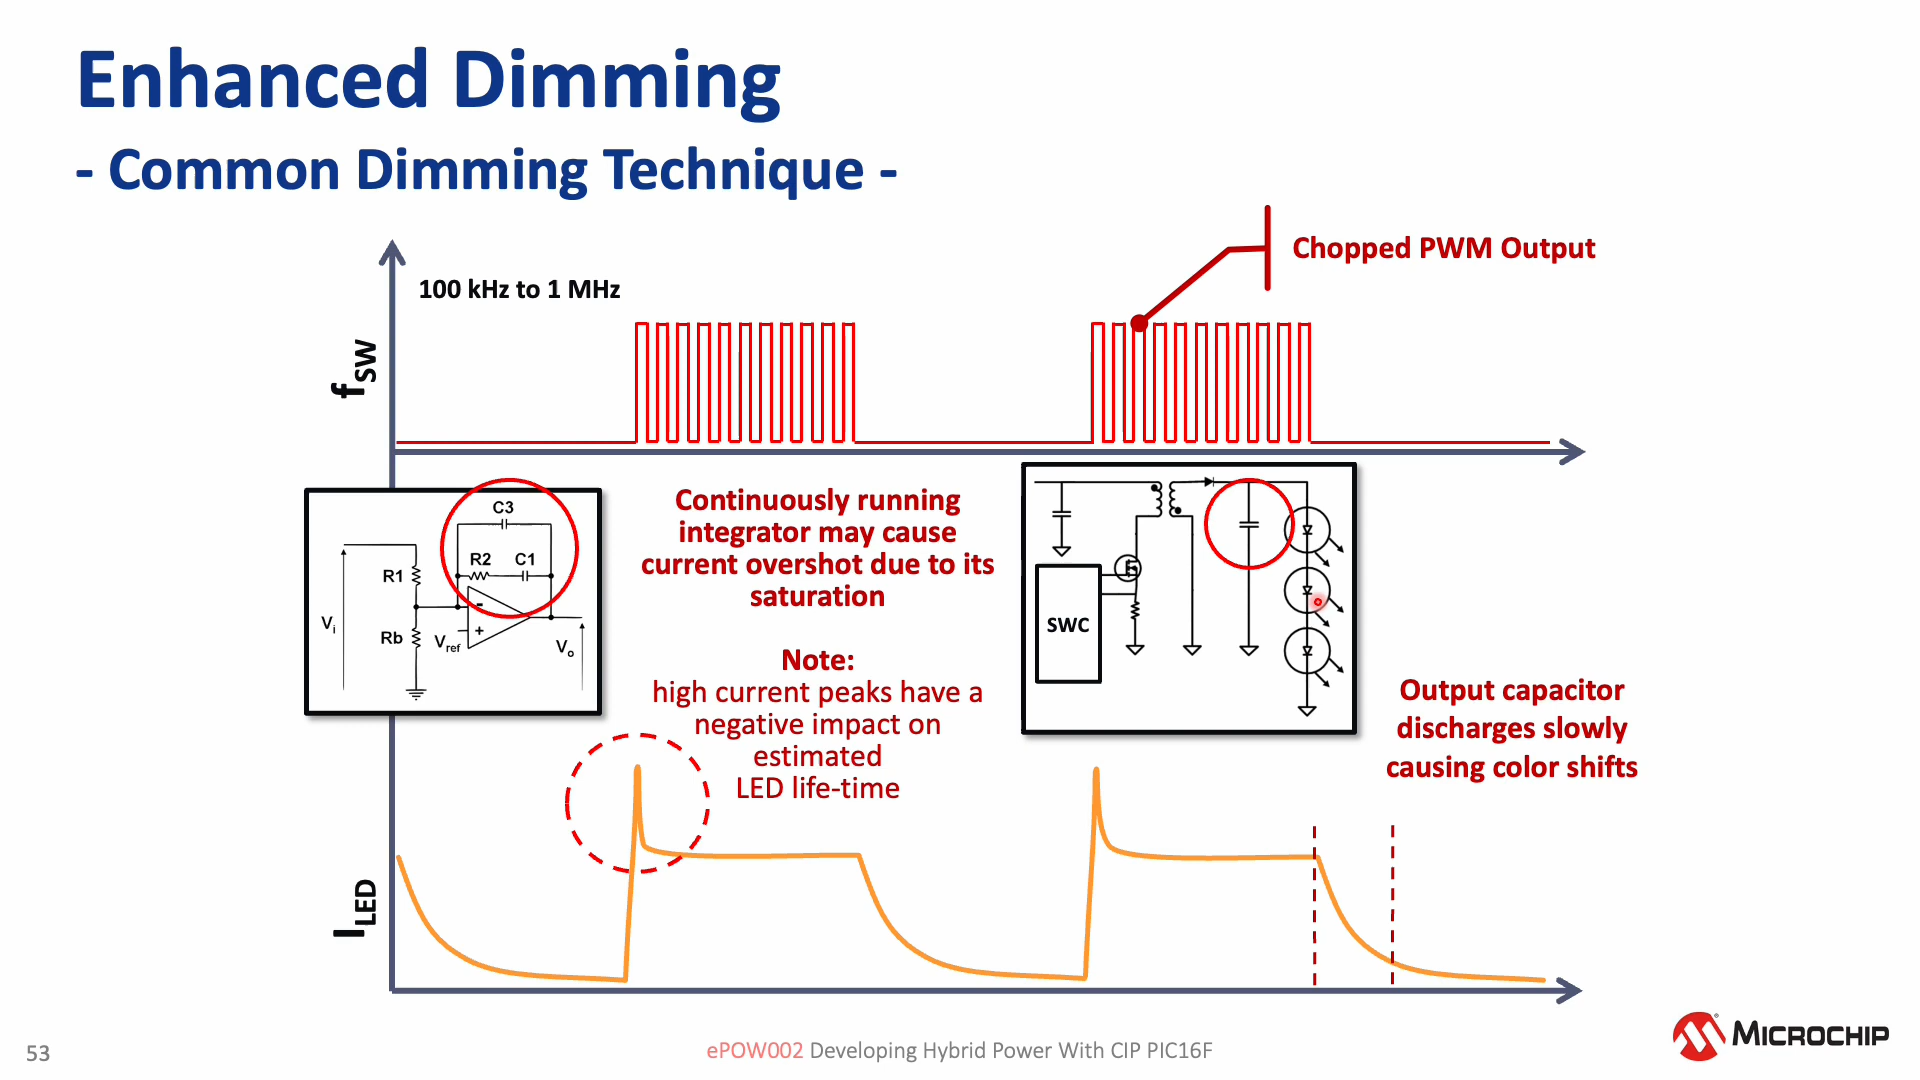 Enhanced Dimming
- Common Dimming Technique -
Chopped PWM Output
100 kHz to 1 MHz
fSW
Continuously running
integrator may cause
current overshot due to its
saturation
Note:
high current peaks have a
negative impact on
estimated
LED life-time
C3
R2
C1
R1
Vi
Rb
Vref
-
+
Vo
SWC
Output capacitor
discharges slowly
causing color shifts
ILED
53
ePOW002 Developing Hybrid Power With CIP PIC16F
MICROCHIP